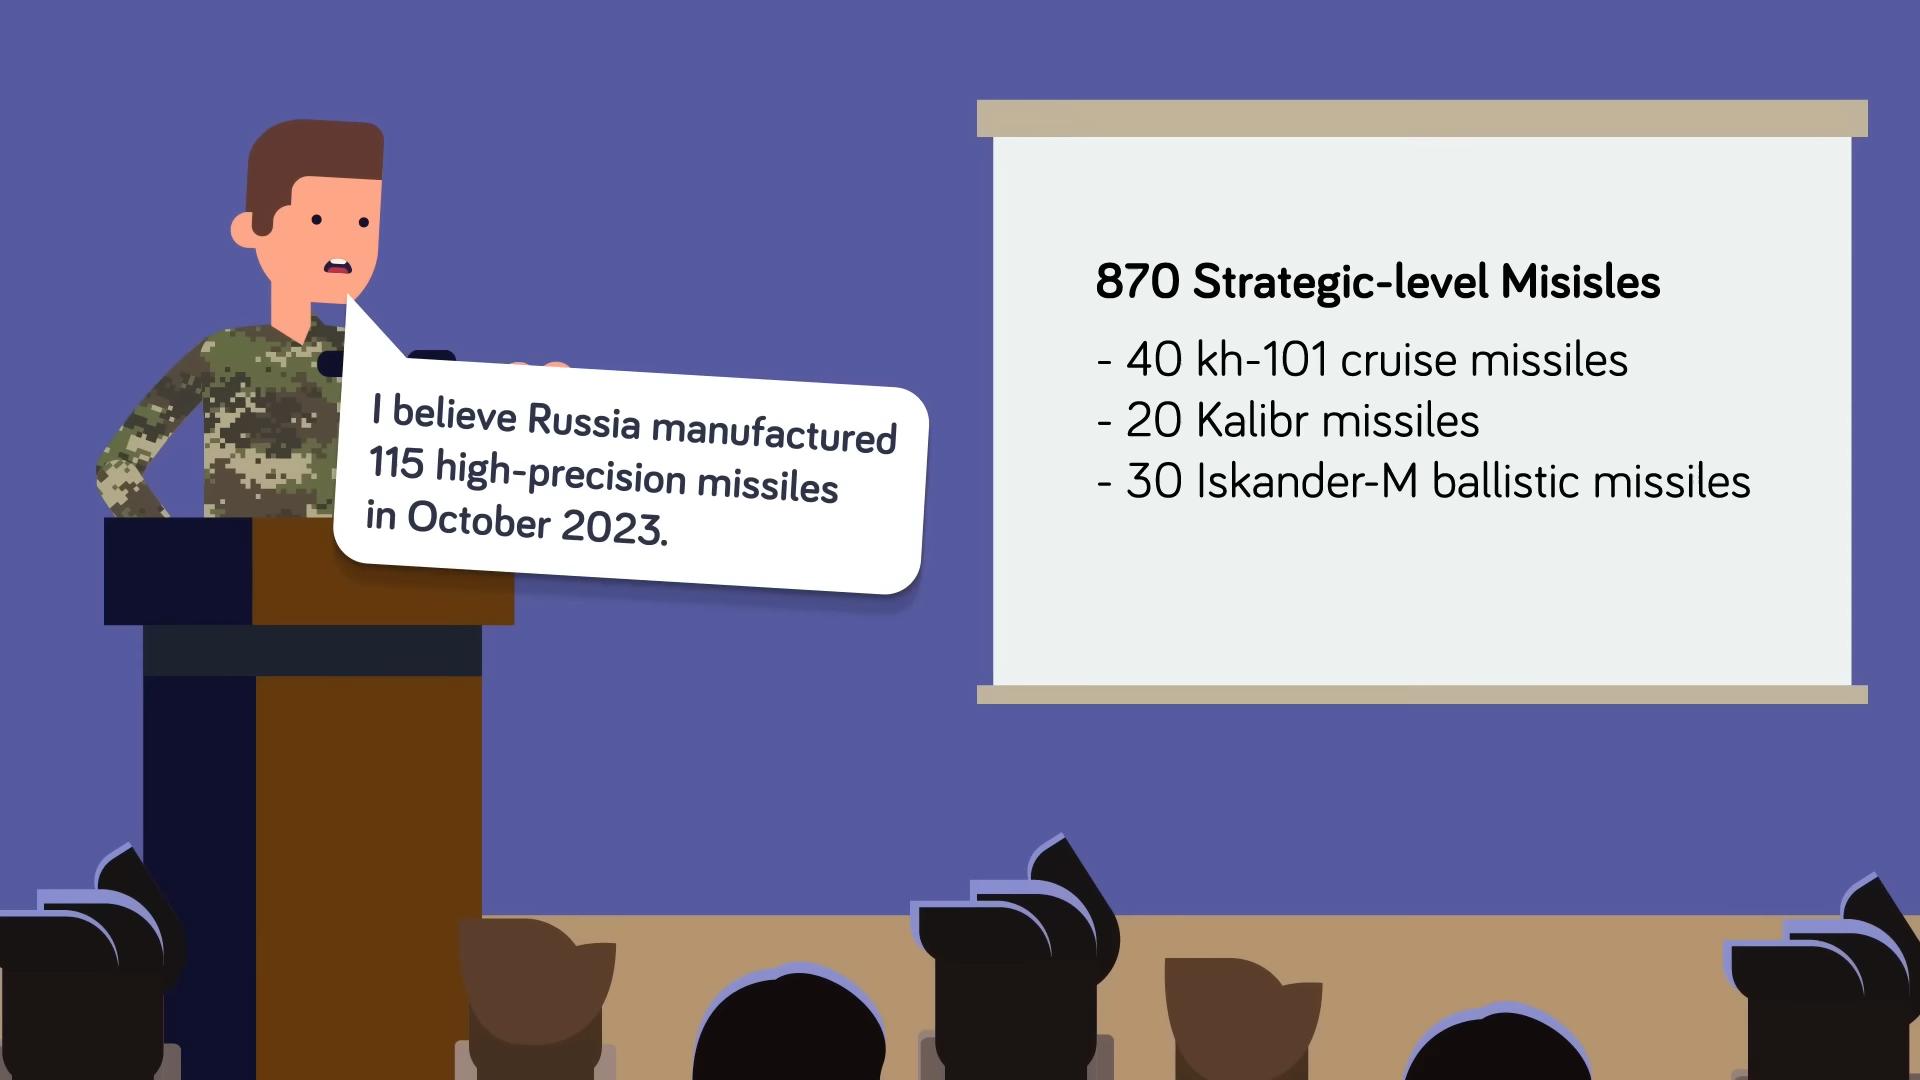 I believe Russia manufactured
115 high-precision missiles
in October 2023.
870 Strategic-level Misisles
- 40 kh-101 cruise missiles
- 20 Kalibr missiles
- 30 Iskander-M ballistic missiles